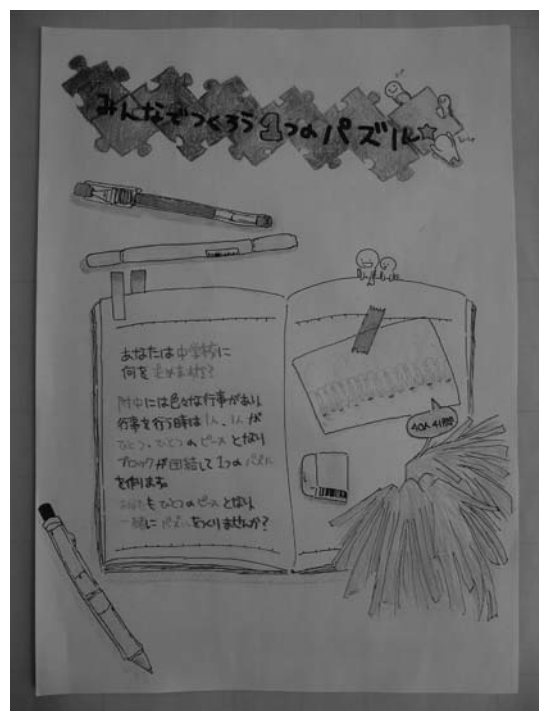 みんなでつくろう1つのパズル☆
あなたは中学校に
何を求めますか?
附中には色々な行事があり
行事を行う時は1人、1人が
ひとつ、ひとつのピースとなり
ブロックが団結して1つのパズル
を作ります。
あなたもひとつのピースとなり
一緒にパズルをつくりませんか?